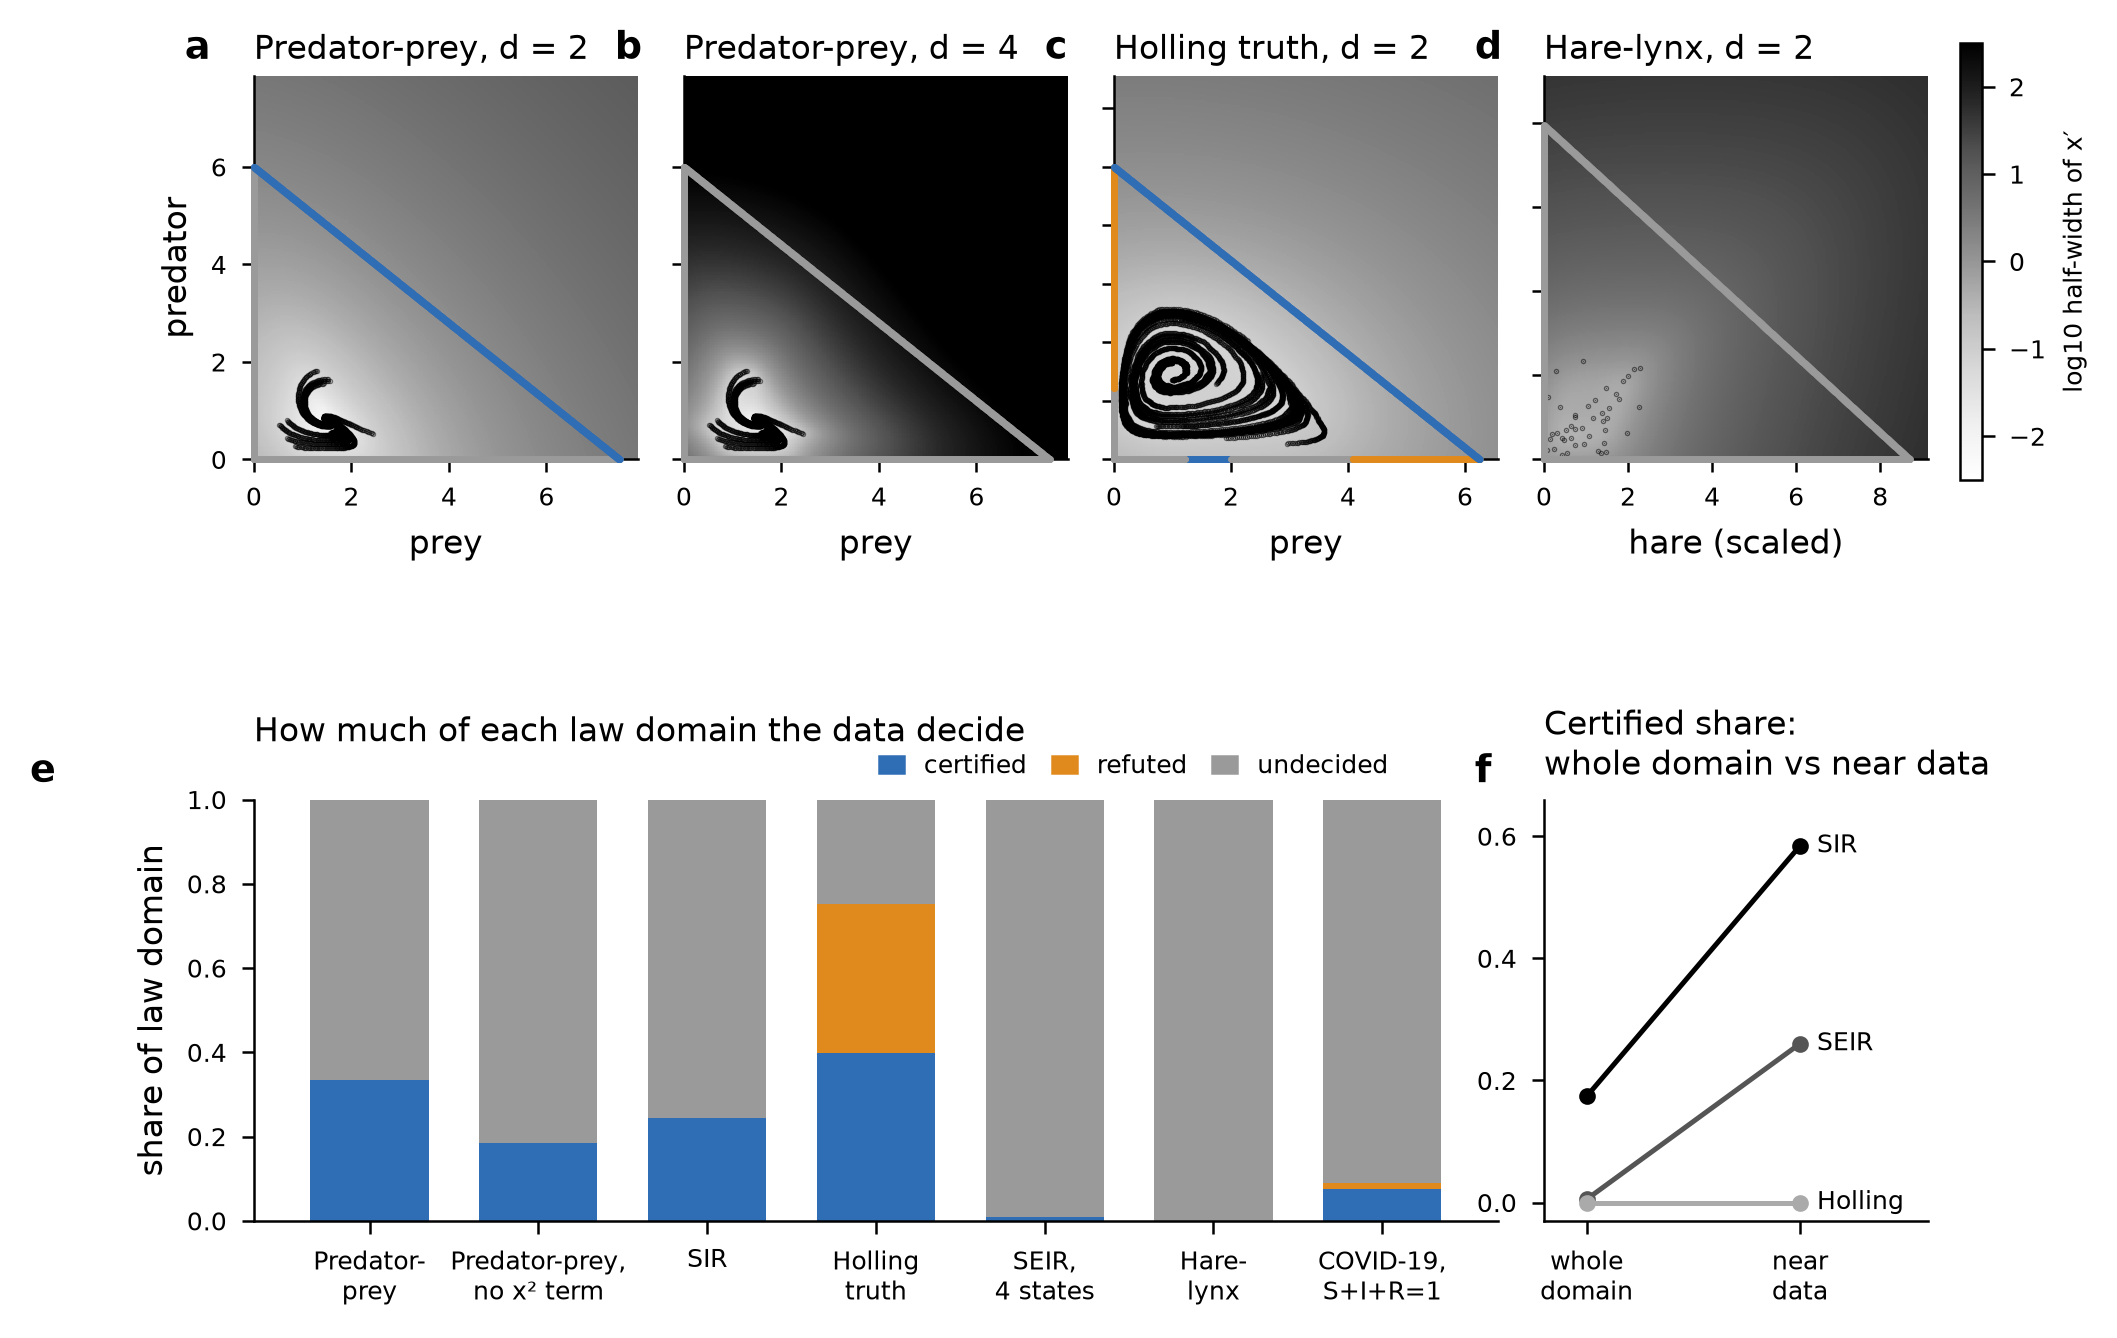 a Predator-prey, d = 2
b Predator-prey, d = 4
c Holling truth, d = 2
d Hare-lynx, d = 2
predator
6
4
2
0
0 2 4 6
prey
0 2 4 6
prey
0 2 4 6
prey
0 2 4 6 8
hare (scaled)
2
1
0
−1
−2
log10 half-width of x′
e
How much of each law domain the data decide
certified refuted undecided
share of law domain
1.0
0.8
0.6
0.4
0.2
0.0
Predator-
prey
Predator-prey,
no x² term
SIR
Holling
truth
SEIR,
4 states
Hare-
lynx
COVID-19,
S+I+R=1
f
Certified share:
whole domain vs near data
0.6
0.4
0.2
0.0
SIR
SEIR
Holling
whole
domain
near
data